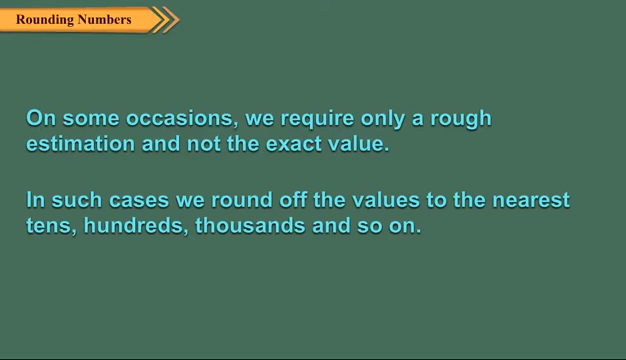 Rounding Numbers
On some occasions, we require only a rough
estimation and not the exact value.
In such cases we round off the values to the nearest
tens, hundreds, thousands and so on.